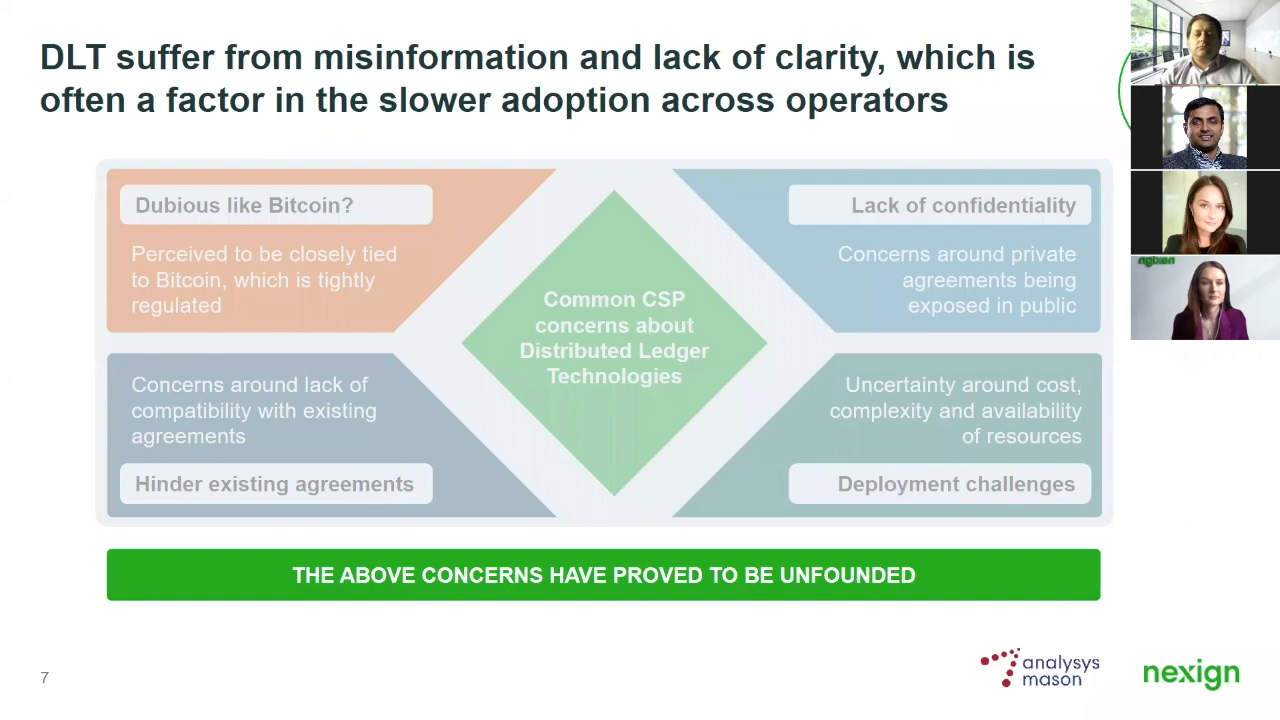 DLT suffer from misinformation and lack of clarity, which is
often a factor in the slower adoption across operators
Dubious like Bitcoin?
Perceived to be closely tied
to Bitcoin, which is tightly
regulated
Lack of confidentiality
Concerns around private
agreements being
exposed in public
Common CSP
concerns about
Distributed Ledger
Technologies
Concerns around lack of
compatibility with existing
agreements
Hinder existing agreements
Uncertainty around cost,
complexity and availability
of resources
Deployment challenges
THE ABOVE CONCERNS HAVE PROVED TO BE UNFOUNDED
7
analysys
mason
nexign